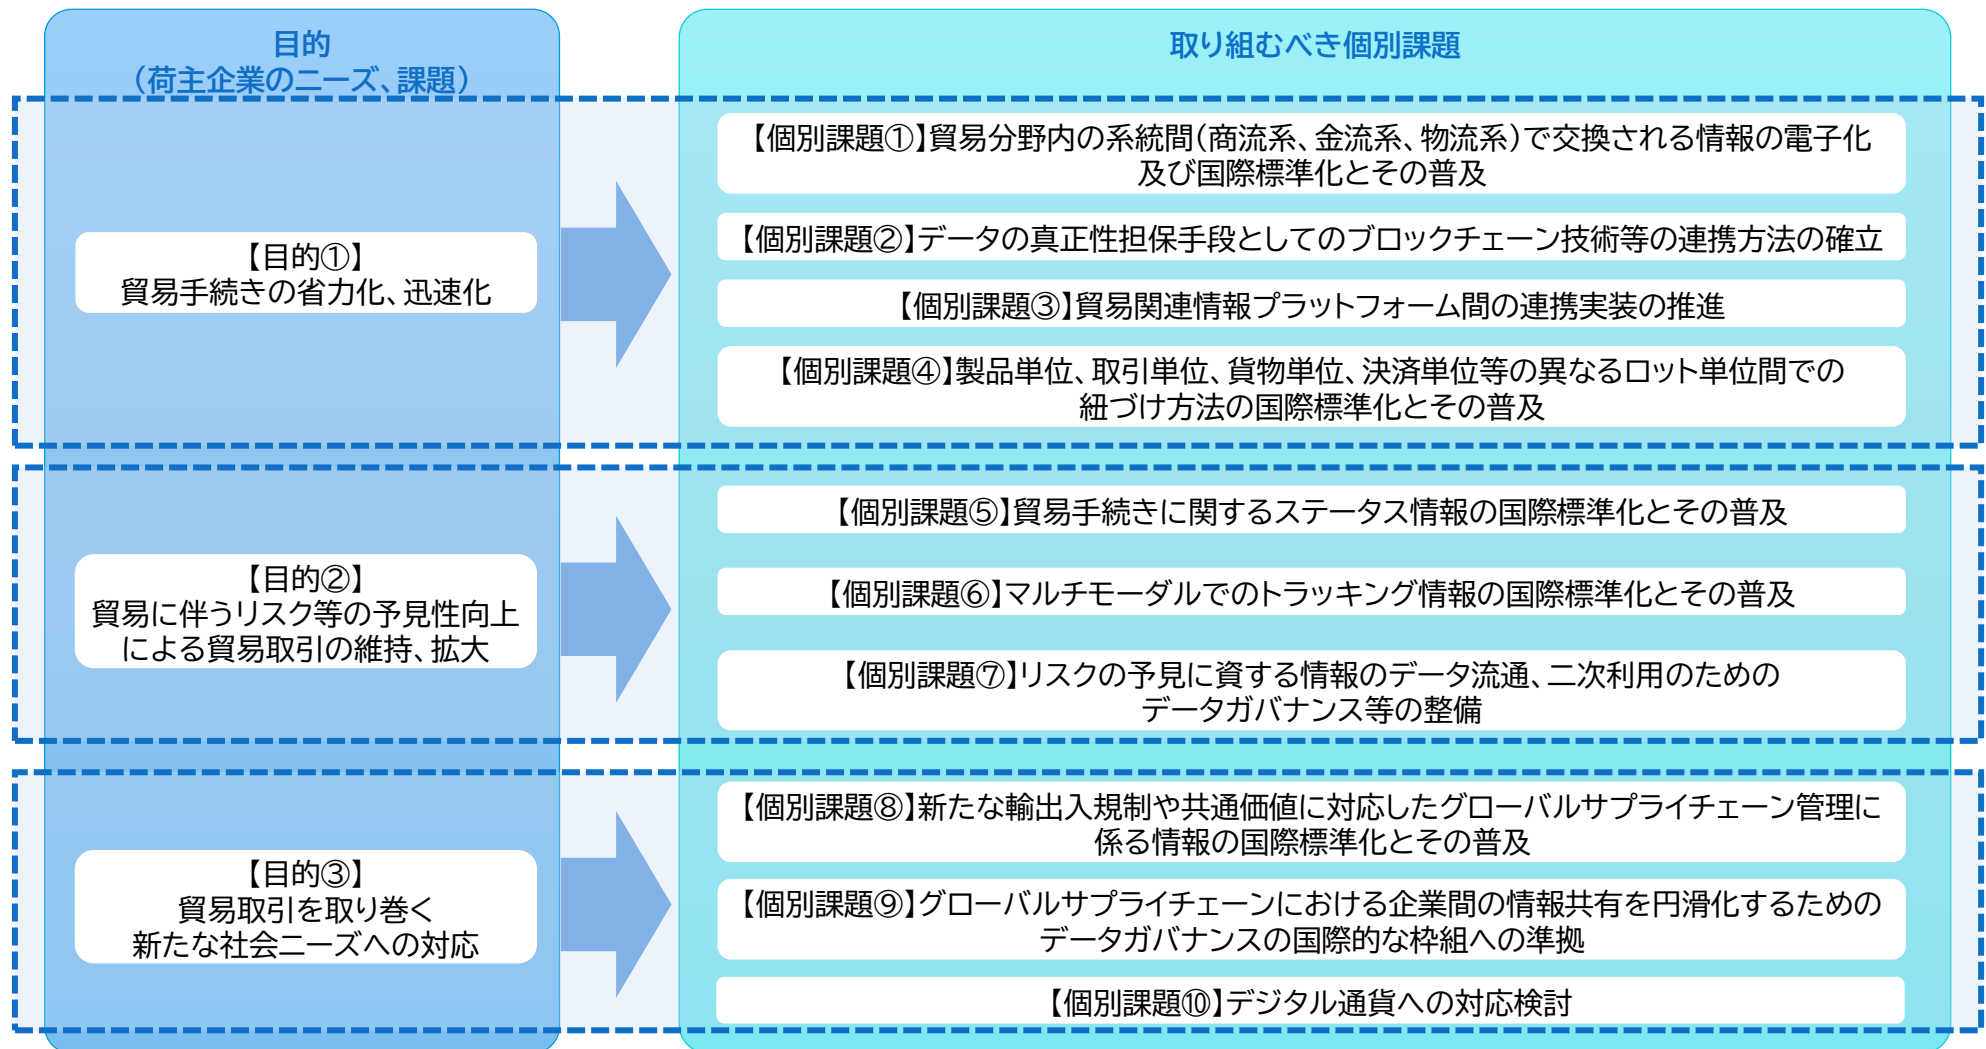 目的
（荷主企業のニーズ、課題）
取り組むべき個別課題
【目的①】
貿易手続きの省力化、迅速化
【個別課題①】貿易分野内の系統間（商流系、金流系、物流系）で交換される情報の電子化
及び国際標準化とその普及
【個別課題②】データの真正性担保手段としてのブロックチェーン技術等の連携方法の確立
【個別課題③】貿易関連情報プラットフォーム間の連携実装の推進
【個別課題④】製品単位、取引単位、貨物単位、決済単位等の異なるロット単位間での
紐づけ方法の国際標準化とその普及
【目的②】
貿易に伴うリスク等の予見性向上
による貿易取引の維持、拡大
【個別課題⑤】貿易手続きに関するステータス情報の国際標準化とその普及
【個別課題⑥】マルチモーダルでのトラッキング情報の国際標準化とその普及
【個別課題⑦】リスクの予見に資する情報のデータ流通、二次利用のための
データガバナンス等の整備
【目的③】
貿易取引を取り巻く
新たな社会ニーズへの対応
【個別課題⑧】新たな輸出入規制や共通価値に対応したグローバルサプライチェーン管理に
係る情報の国際標準化とその普及
【個別課題⑨】グローバルサプライチェーンにおける企業間の情報共有を円滑化するための
データガバナンスの国際的な枠組への準拠
【個別課題⑩】デジタル通貨への対応検討